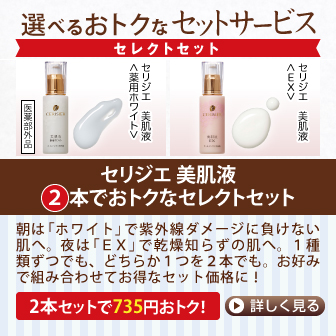 選べるおトクなセットサービス
セレクトセット
セリジエ 美肌液
<薬用ホワイト>
医薬部外品
セリジエ 美肌液
<EX>
セリジエ 美肌液
②本でおトクなセレクトセット
朝は「ホワイト」で紫外線ダメージに負けない
肌へ。夜は「EX」で乾燥知らずの肌へ。1種
類ずつでも、どちらか1つを2本でも。お好み
で組み合わせてお得なセット価格に！
2本セットで735円おトク!
詳しく見る